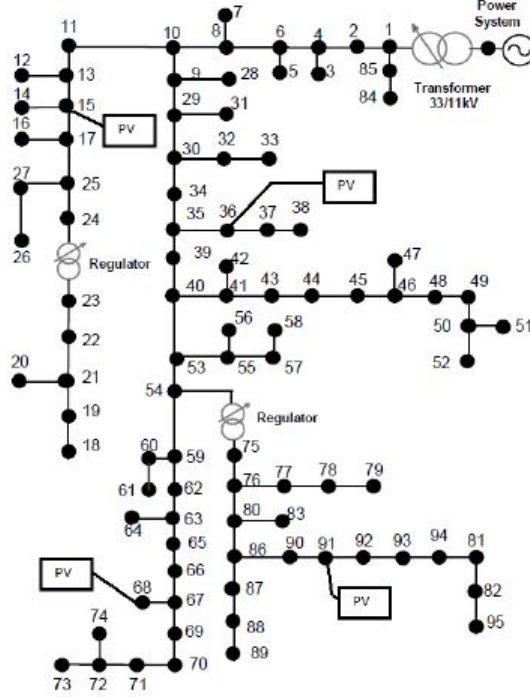 Power
System
11 10 7 8 6 4 2 1
12 13 9 28 5 3 85 Transformer
14 15 29 31 84 33/11kV
16 17 PV 30 32 33
27 25 34 PV
24 35 36 37 38
26 Regulator 39 42 47
23 40 41 43 44 45 46 48 49
22 56 58 50 51
20 21 53 55 57 52
19 54 Regulator
18 60 59 75
61 62 76 77 78 79
64 63 80 83
65 86 90 91 92 93 94 81
PV 66
68 67 87 PV 82
74 69 88 95
73 72 71 70 89